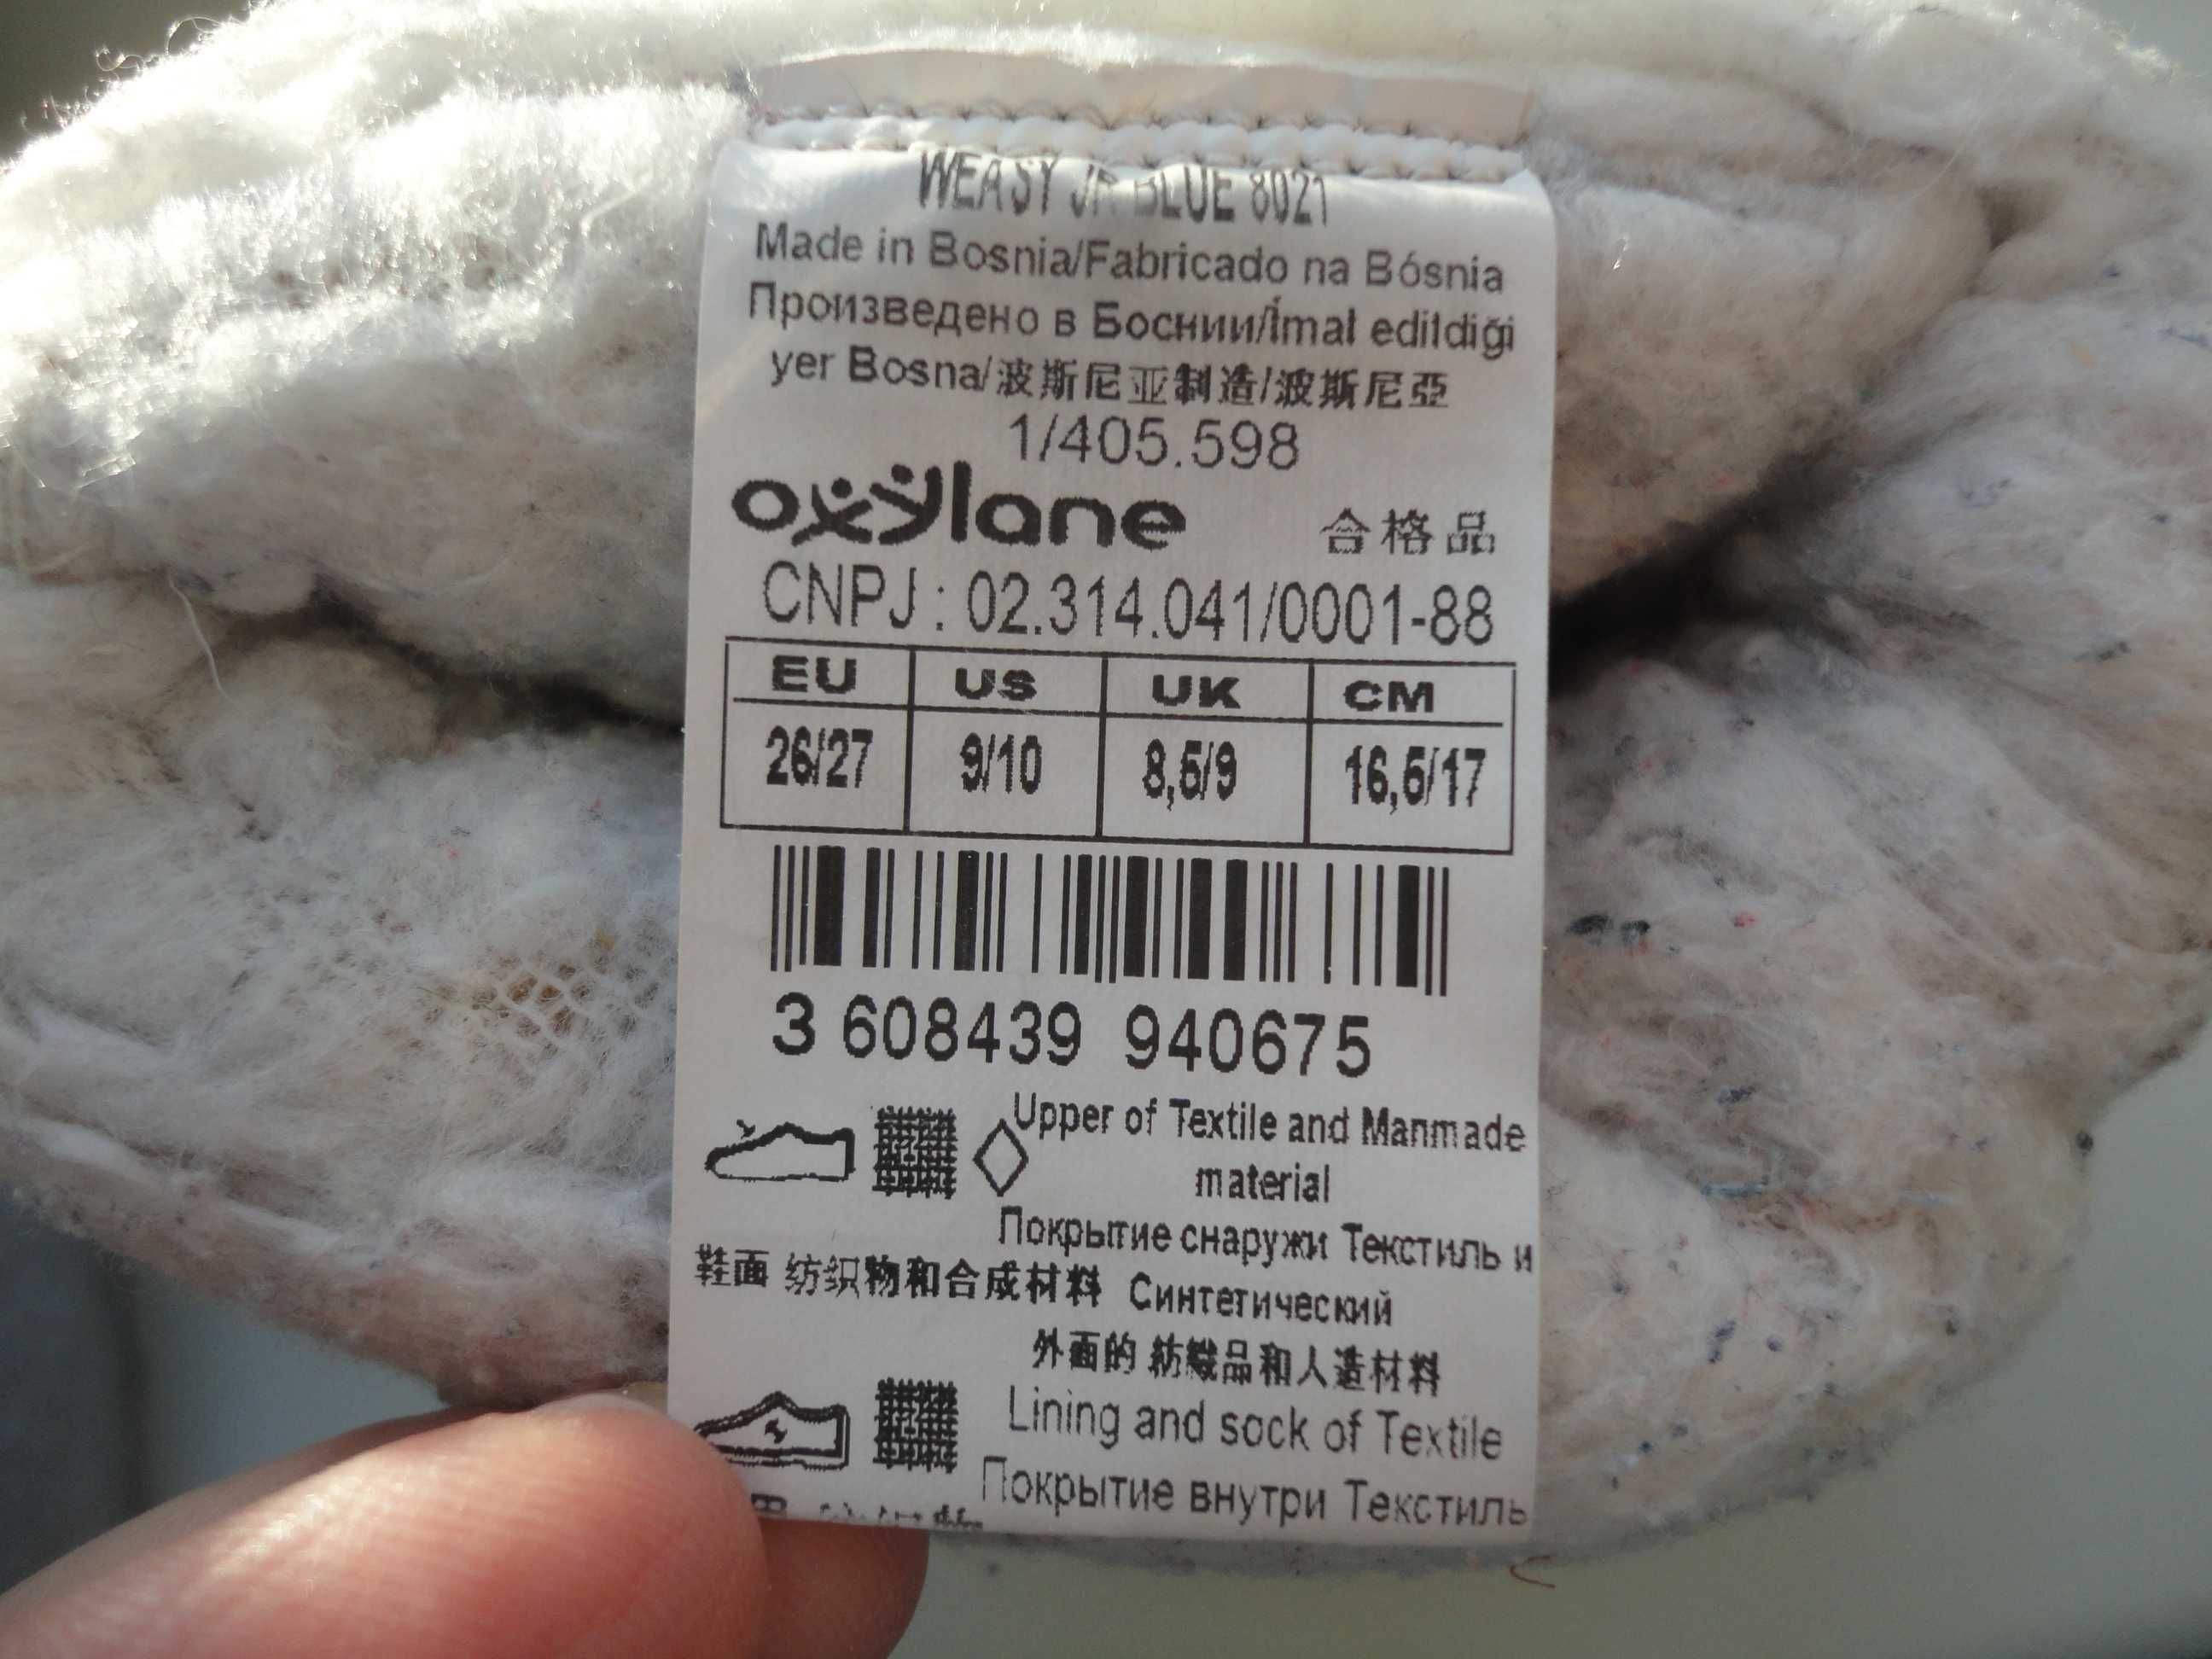 WEASY JR BLUE 8021
Made in Bosnia/Fabricado na Bósnia
Произведено в Боснии/İmal edildiği
yer Bosna/波斯尼亚制造/波斯尼亞
1/405.598
oxylane 合格品
CNPJ : 02.314.041/0001-88
EU US UK CM
26/27 9/10 8,5/9 16,5/17
3 608439 940675
Upper of Textile and Manmade
material
Покрытие снаружи Текстиль и
鞋面 纺织物和合成材料 Синтетический
外面的 紡織品和人造材料
Lining and sock of Textile
Покрытие внутри Текстиль